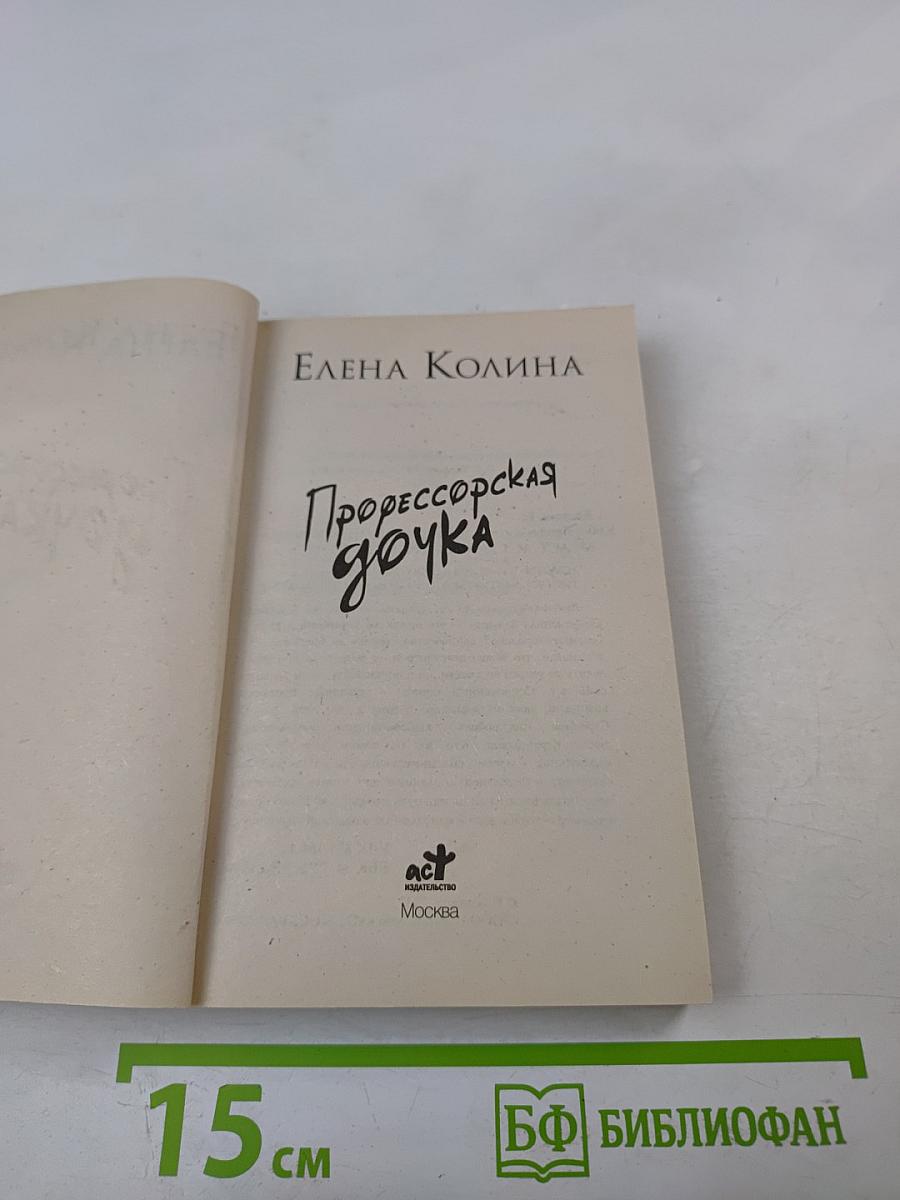 Елена Колина
Профессорская
дочка
аст
ИЗДАТЕЛЬСТВО
Москва
15 см
БФ БИБЛИОФАН